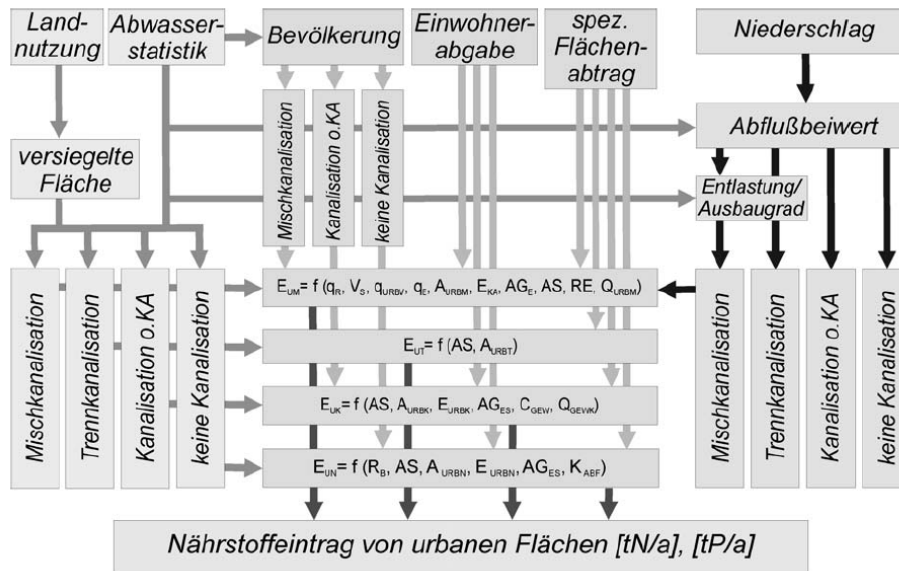 Land-
nutzung
Abwasser-
statistik
Bevölkerung
Einwohner-
abgabe
spez.
Flächen-
abtrag
Niederschlag
Abflußbeiwert
versiegelte
Fläche
Mischkanalisation
Kanalisation o.KA
keine Kanalisation
Entlastung/
Ausbaugrad
Mischkanalisation
Trennkanalisation
Kanalisation o.KA
keine Kanalisation
E_UM = f (q_R, V_S, q_URBV, q_E, A_URBM, E_KA, AG_E, AS, RE, Q_URBM)
E_UT = f (AS, A_URBT)
E_UK = f (AS, A_URBK, E_URBK, AG_ES, C_GEW, Q_GEWK)
E_UN = f (R_B, AS, A_URBN, E_URBN, AG_ES, K_ABF)
Mischkanalisation
Trennkanalisation
Kanalisation o.KA
keine Kanalisation
Nährstoffeintrag von urbanen Flächen [tN/a], [tP/a]